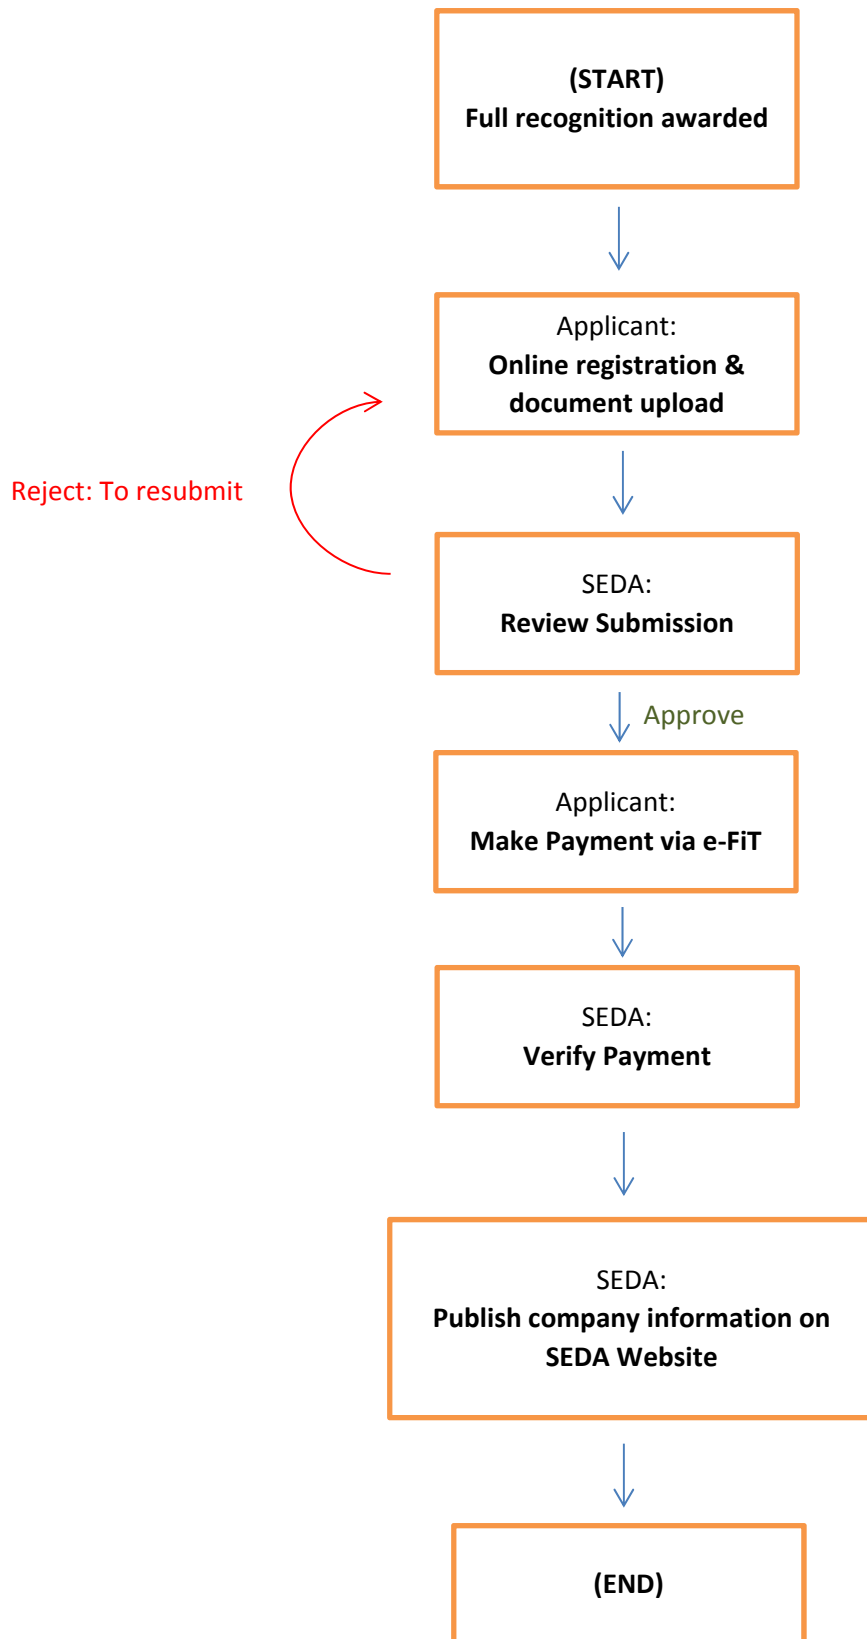 (START)
Full recognition awarded
Applicant:
Online registration &
document upload
Reject: To resubmit
SEDA:
Review Submission
Approve
Applicant:
Make Payment via e-FiT
SEDA:
Verify Payment
SEDA:
Publish company information on
SEDA Website
(END)